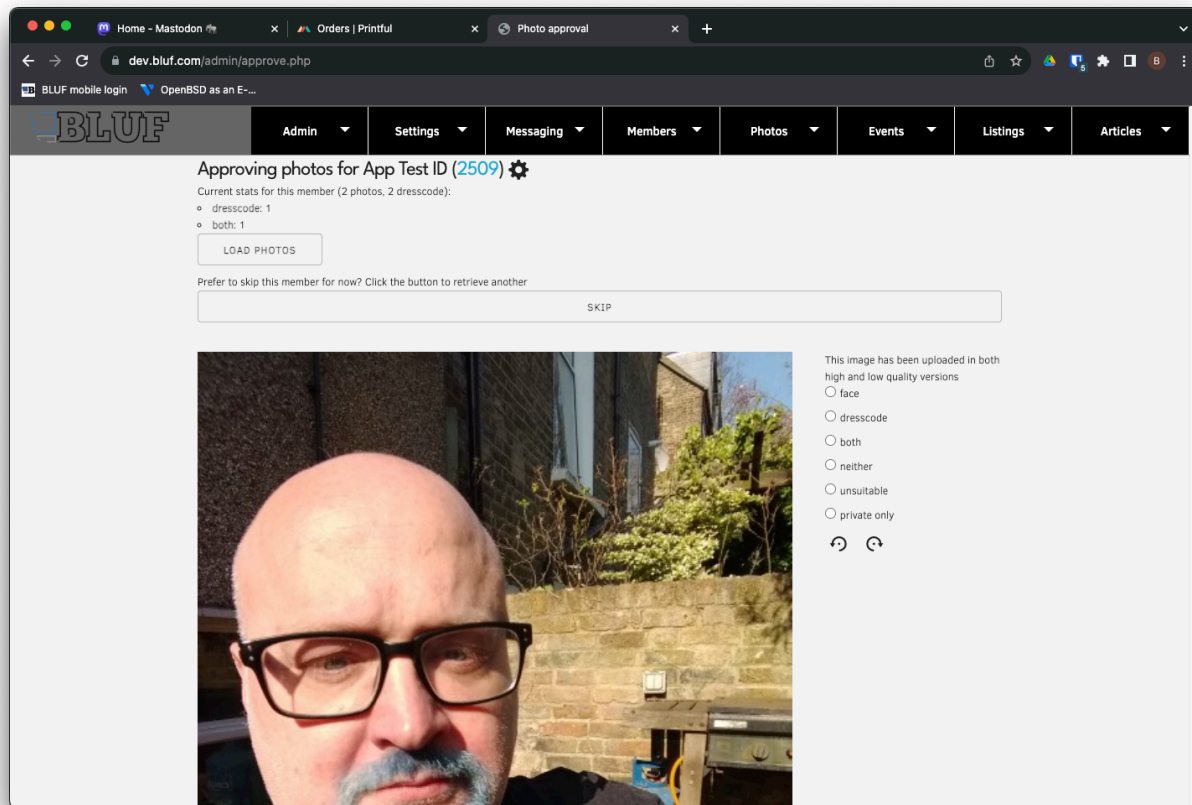 Home - Mastodon
Orders | Printful
Photo approval
dev.bluf.com/admin/approve.php
5
B
BLUF mobile login
OpenBSD as an E-...
BLUF
Admin
Settings
Messaging
Members
Photos
Events
Listings
Articles
Approving photos for App Test ID (2509)
Current stats for this member (2 photos, 2 dresscode):
dresscode: 1
both: 1
LOAD PHOTOS
Prefer to skip this member for now? Click the button to retrieve another
SKIP
This image has been uploaded in both
high and low quality versions
face
dresscode
both
neither
unsuitable
private only